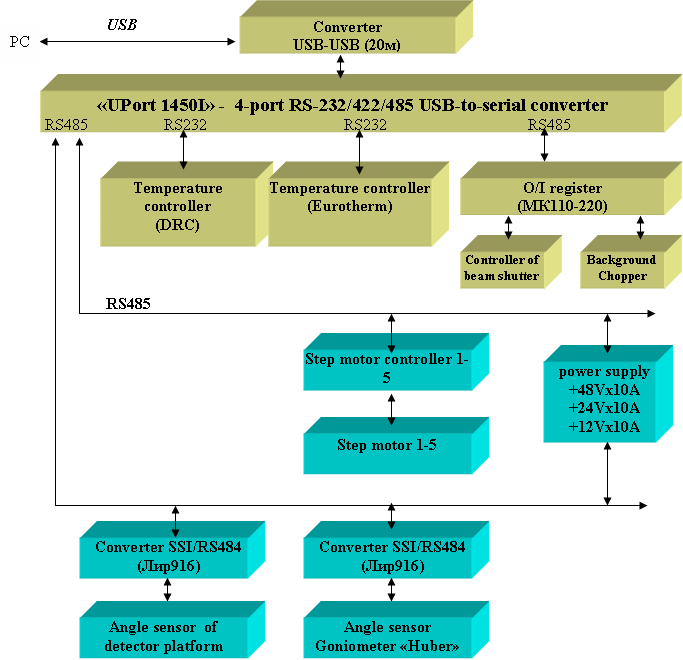 USB
PC
Converter
USB-USB (20м)
«UPort 1450I» - 4-port RS-232/422/485 USB-to-serial converter
RS485 RS232 RS232 RS485
Temperature
controller
(DRC)
Temperature controller
(Eurotherm)
O/I register
(МК110-220)
Controller of
beam shutter
Background
Chopper
RS485
Step motor controller 1-
5
Step motor 1-5
power supply
+48Vx10A
+24Vx10A
+12Vx10A
Converter SSI/RS484
(Лир916)
Converter SSI/RS484
(Лир916)
Angle sensor of
detector platform
Angle sensor
Goniometer «Huber»